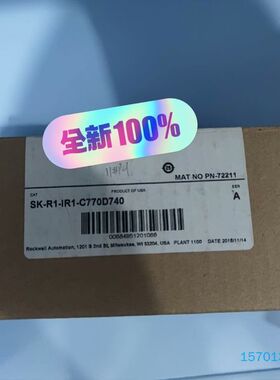 全新100%
MAT NO PN-72211
CAT
PRODUCT OF USA
SER
SK-R1-IR1-C770D740
A
Rockwell Automation, 1201 S 2nd St, Milwaukee, WI 53204, USA PLANT 1100 DATE 2018/11/14
157013